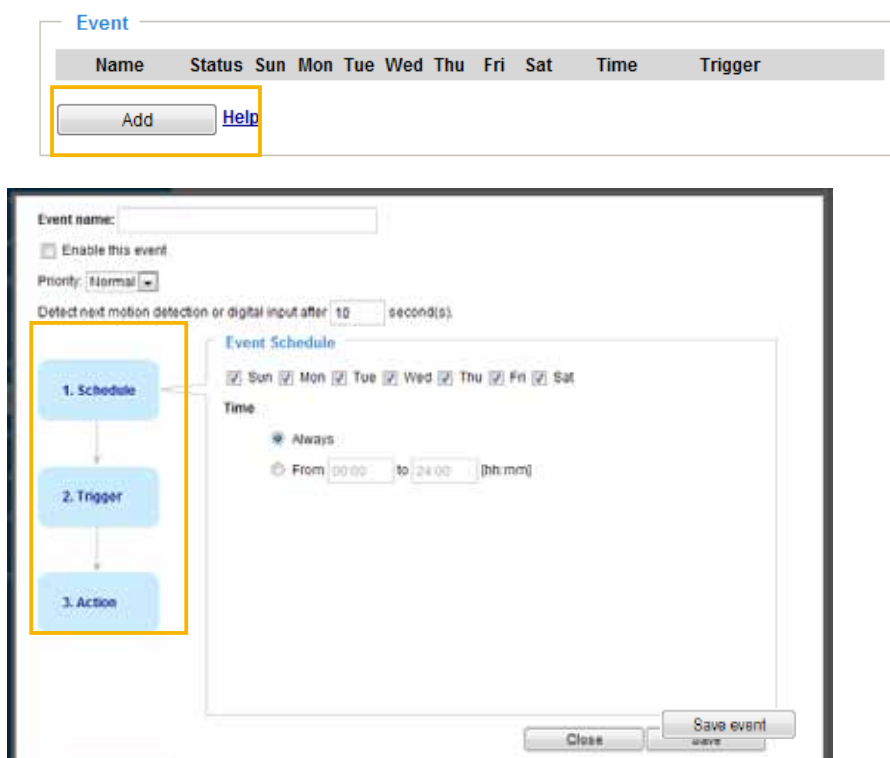 Event
Name Status Sun Mon Tue Wed Thu Fri Sat Time Trigger
Add Help
Event name:
Enable this event
Priority: Normal
Detect next motion detection or digital input after 10 second(s).
Event Schedule
1. Schedule
Sun Mon Tue Wed Thu Fri Sat
Time
Always
From 00:00 to 24:00 [hh:mm]
2. Trigger
3. Action
Save event
Close Save